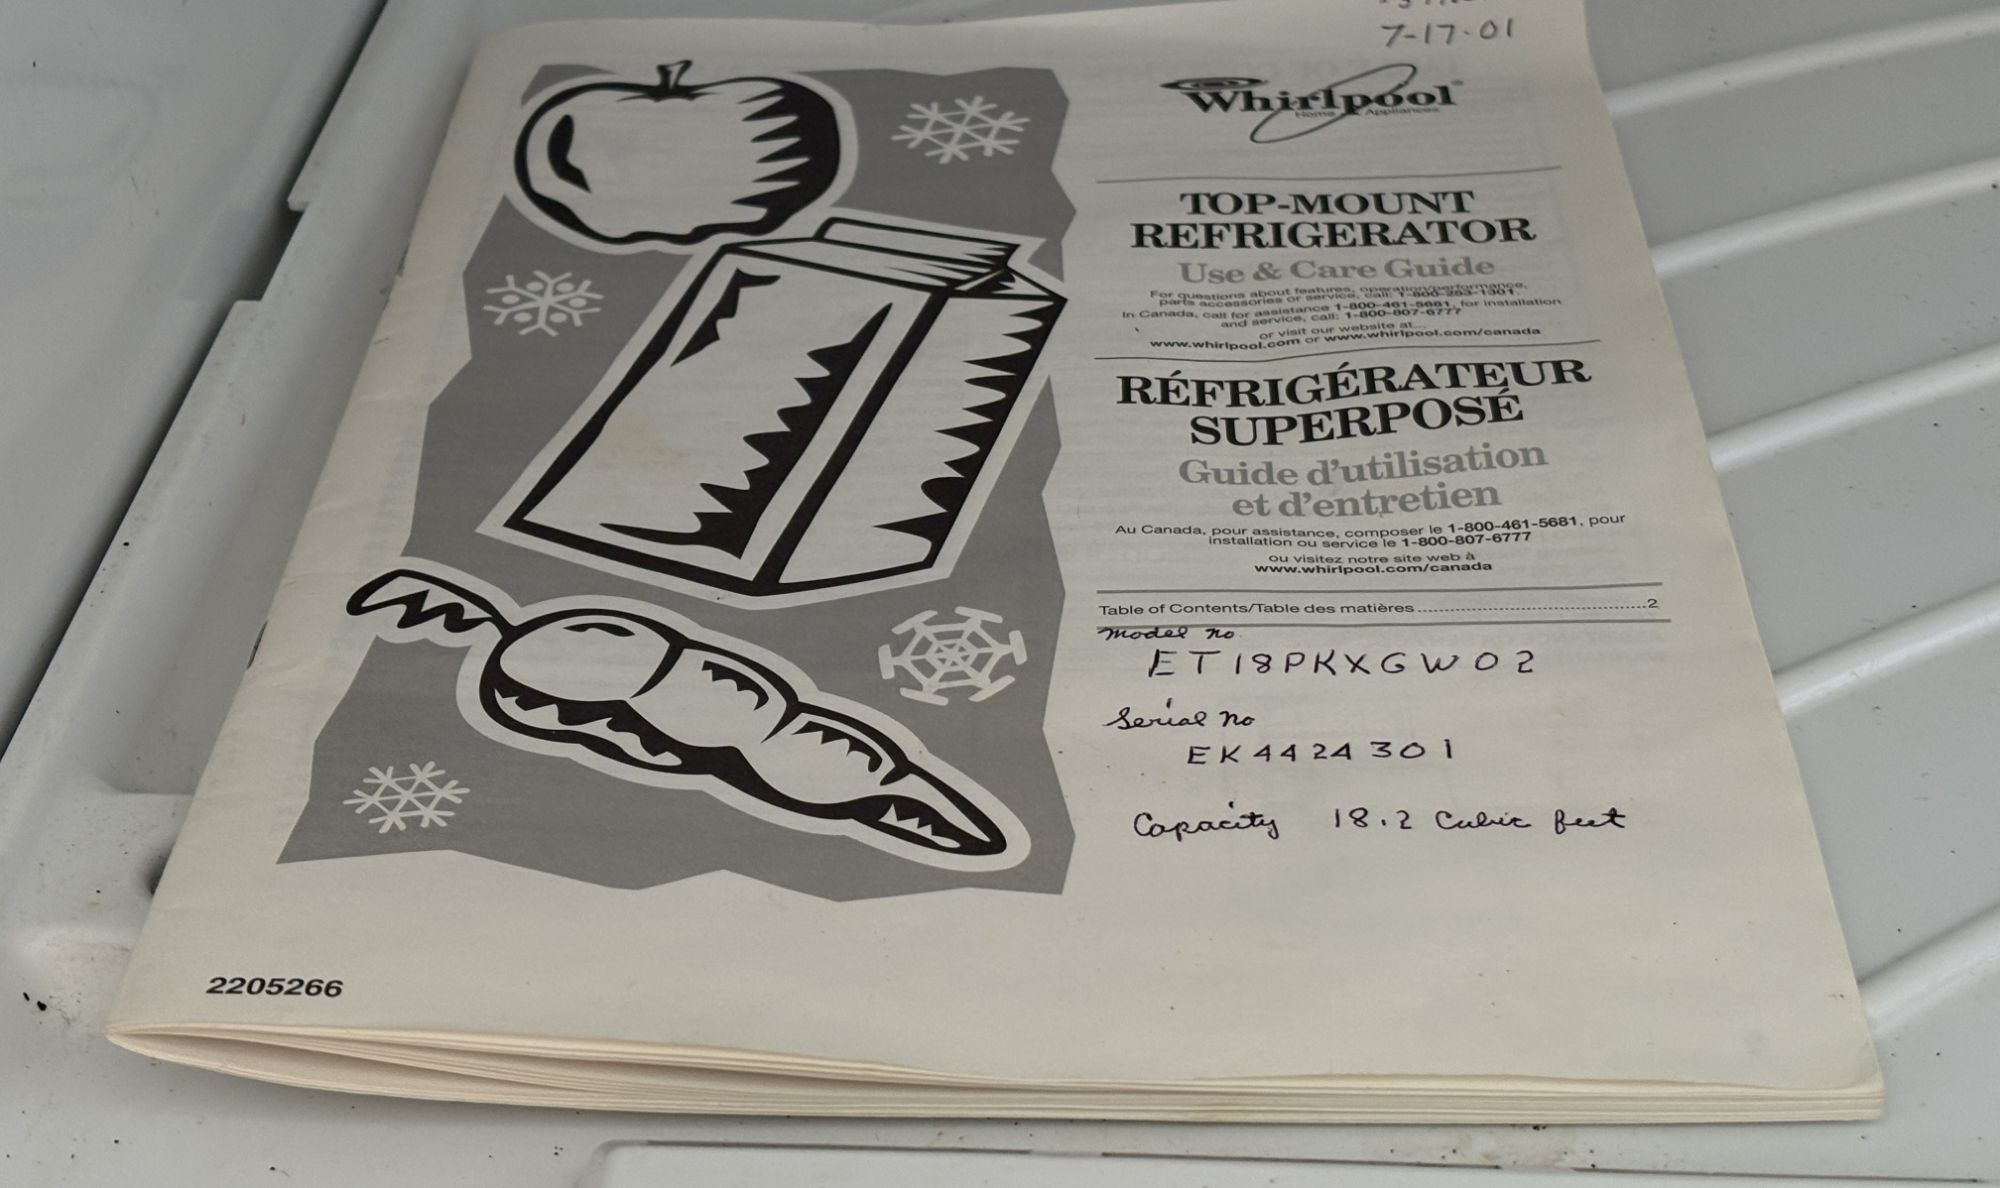 7-17-01
Whirlpool
Home Appliances
TOP-MOUNT
REFRIGERATOR
Use & Care Guide
For questions about features, operation/performance,
parts accessories or service, call: 1-800-253-1301.
In Canada, call for assistance 1-800-461-5681, for installation
and service, call: 1-800-807-6777
or visit our website at...
www.whirlpool.com or www.whirlpool.com/canada
RÉFRIGÉRATEUR
SUPERPOSÉ
Guide d'utilisation
et d'entretien
Au Canada, pour assistance, composer le 1-800-461-5681, pour
installation ou service le 1-800-807-6777
ou visitez notre site web à
www.whirlpool.com/canada
Table of Contents/Table des matières..........................................2
Model no.
ET18PKXGW02
Serial no
EK4424301
Capacity 18.2 Cubic feet
2205266